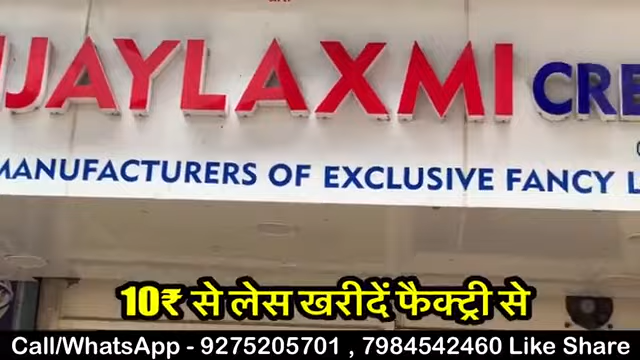 JAYLAXMI CRE
MANUFACTURERS OF EXCLUSIVE FANCY L
10₹ से लेस खरीदें फैक्ट्री से
Call/WhatsApp - 9275205701 , 7984542460 Like Share